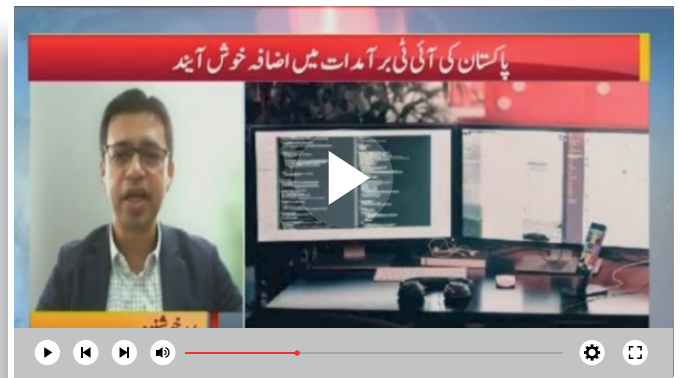 پاکستان کی آئی ٹی برآمدات میں اضافہ خوش آیند